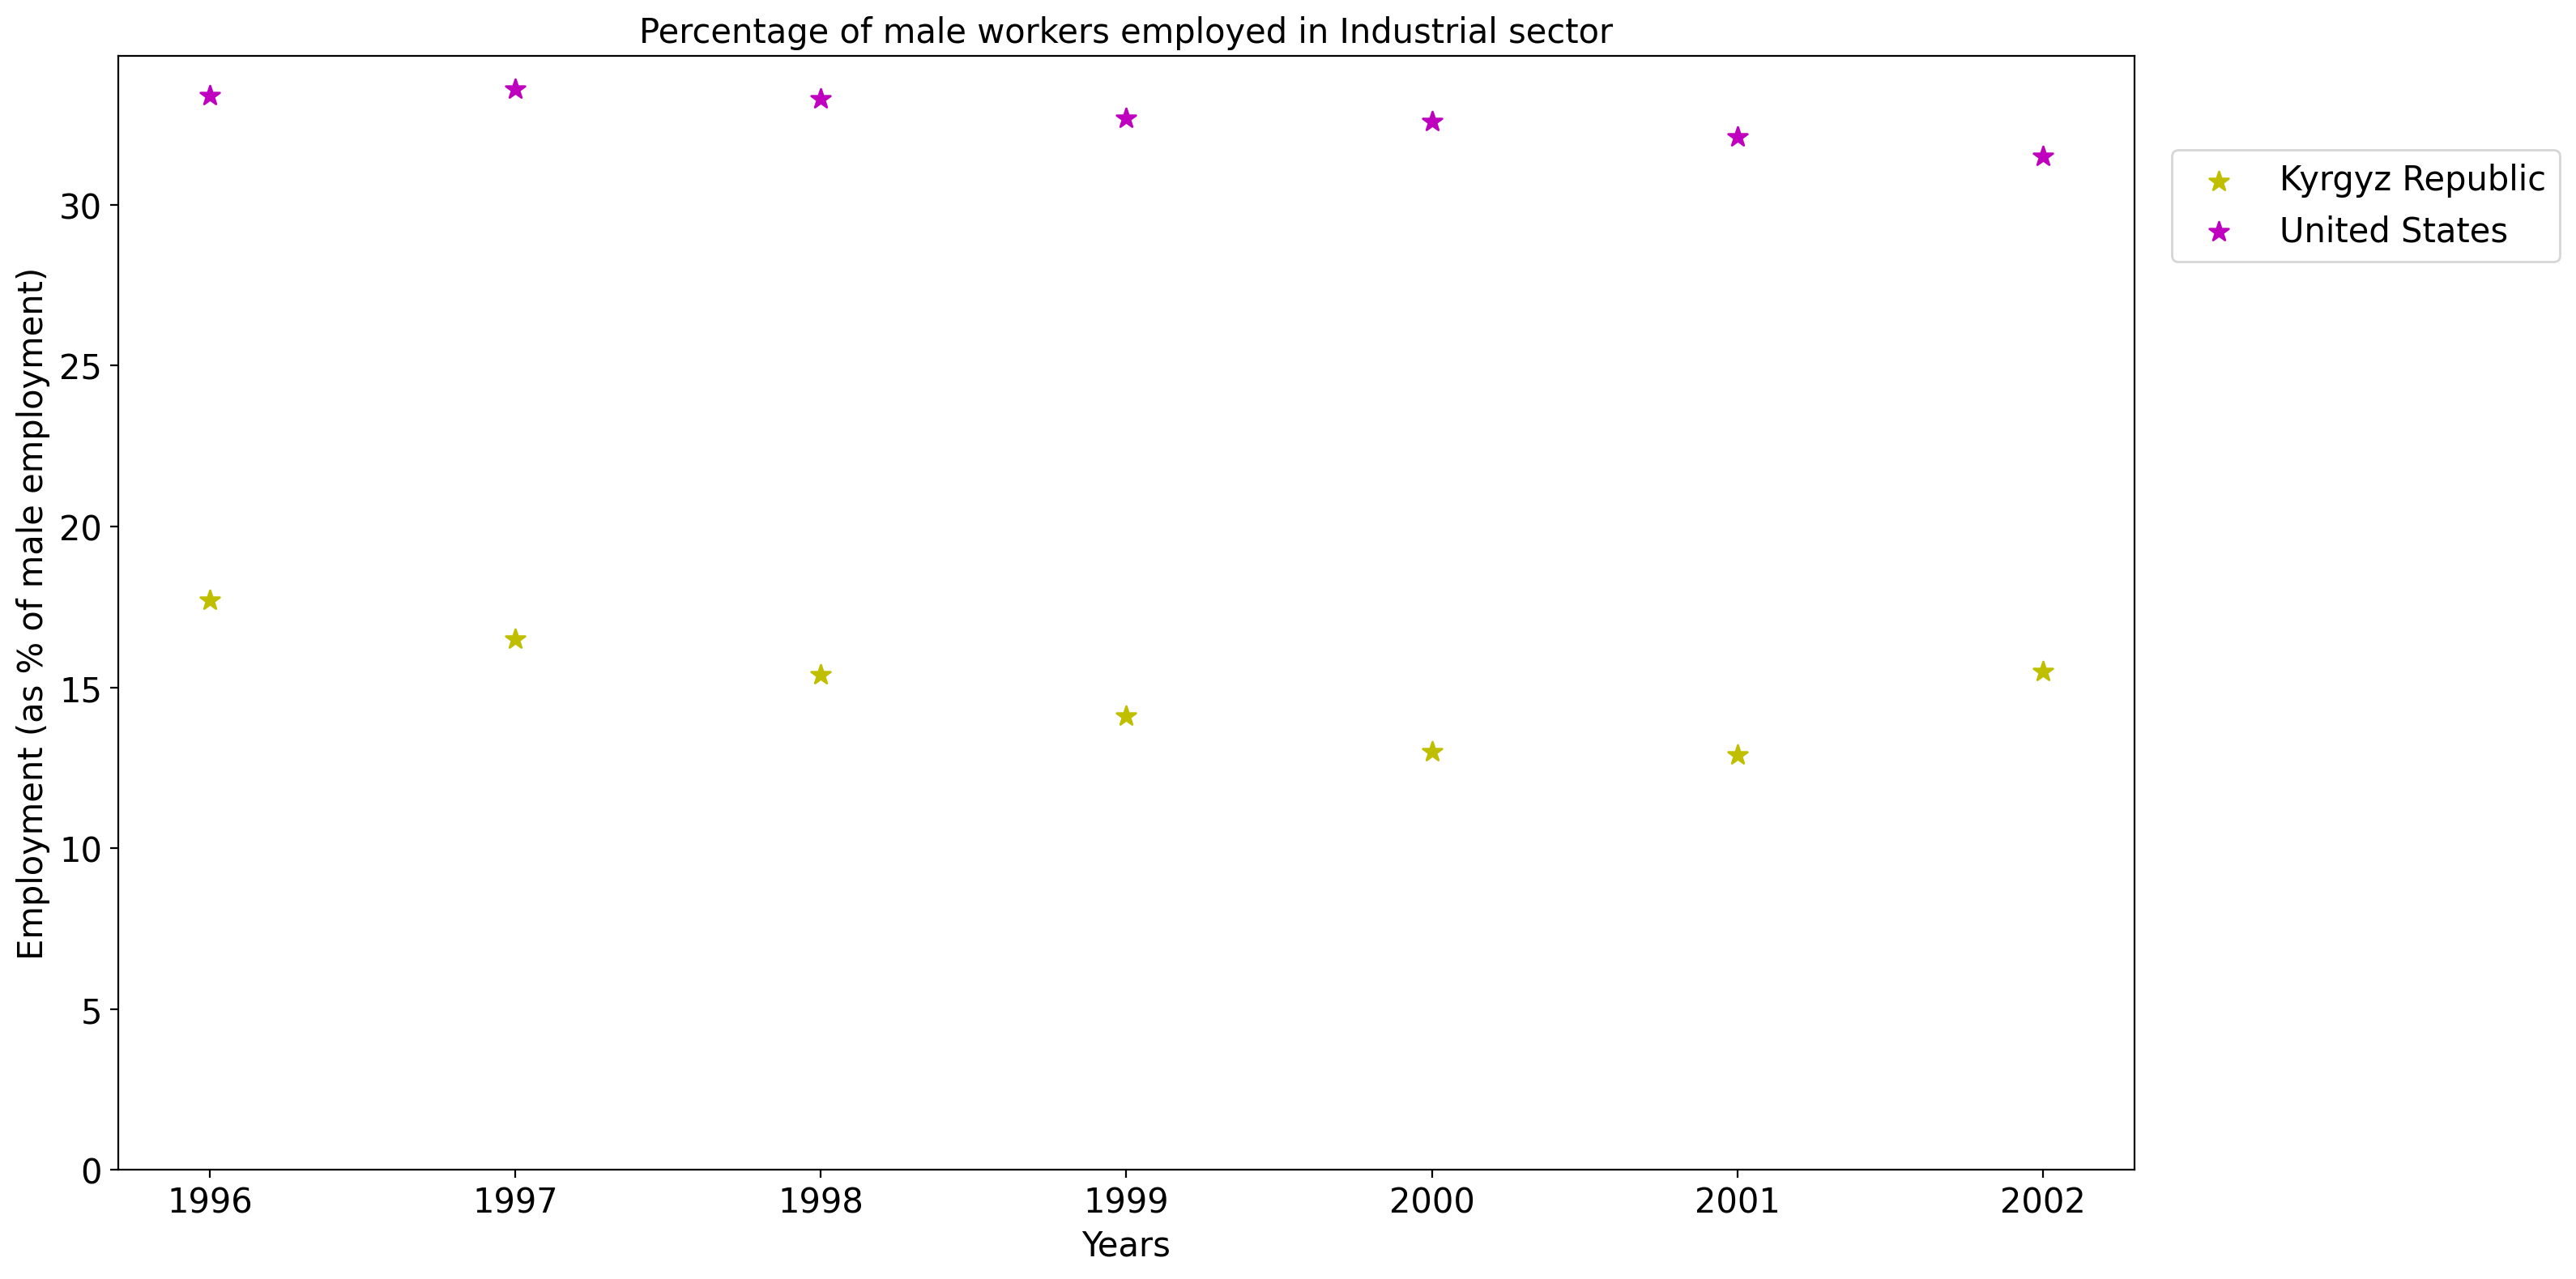 Percentage of male workers employed in Industrial sector
Employment (as % of male employment)
30
25
20
15
10
5
0
1996 1997 1998 1999 2000 2001 2002
Years
Kyrgyz Republic
United States